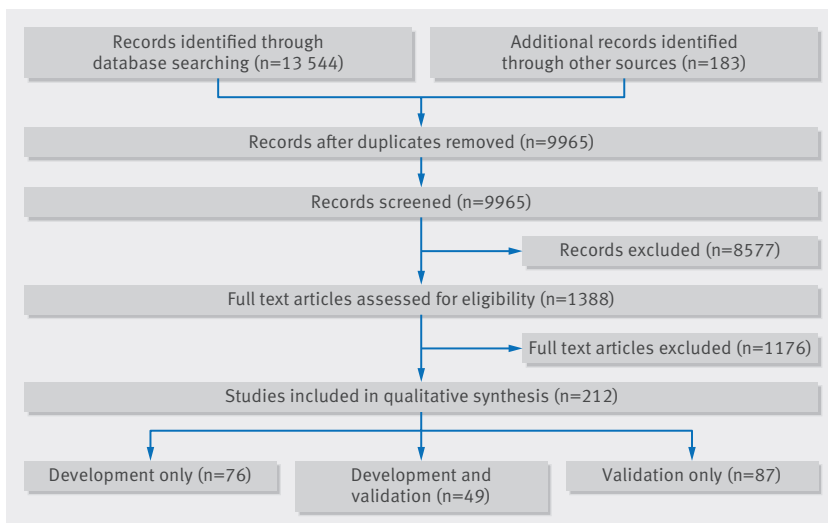 Records identified through
database searching (n=13 544)
Additional records identified
through other sources (n=183)
Records after duplicates removed (n=9965)
Records screened (n=9965)
Records excluded (n=8577)
Full text articles assessed for eligibility (n=1388)
Full text articles excluded (n=1176)
Studies included in qualitative synthesis (n=212)
Development only (n=76)
Development and
validation (n=49)
Validation only (n=87)